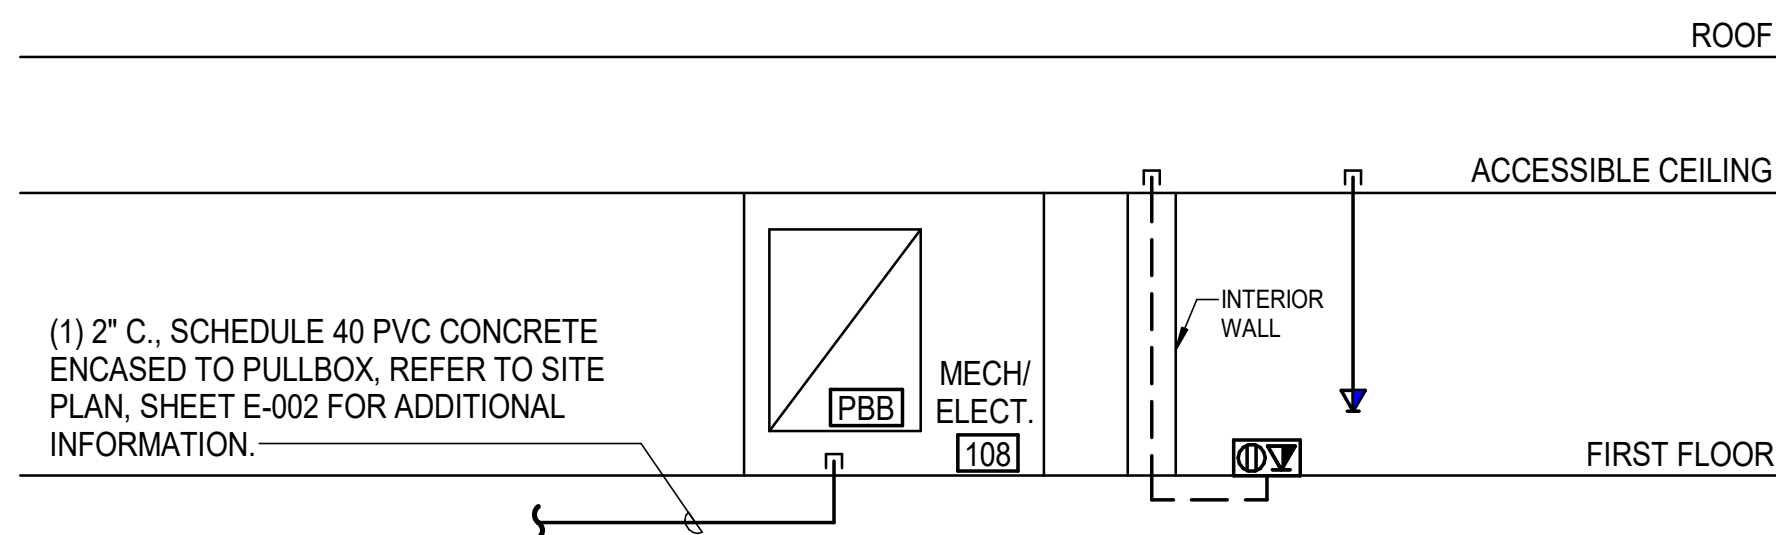 ROOF
ACCESSIBLE CEILING
INTERIOR
WALL
(1) 2" C., SCHEDULE 40 PVC CONCRETE
ENCASED TO PULLBOX, REFER TO SITE
PLAN, SHEET E-002 FOR ADDITIONAL
INFORMATION.
PBB
MECH/
ELECT.
108
FIRST FLOOR